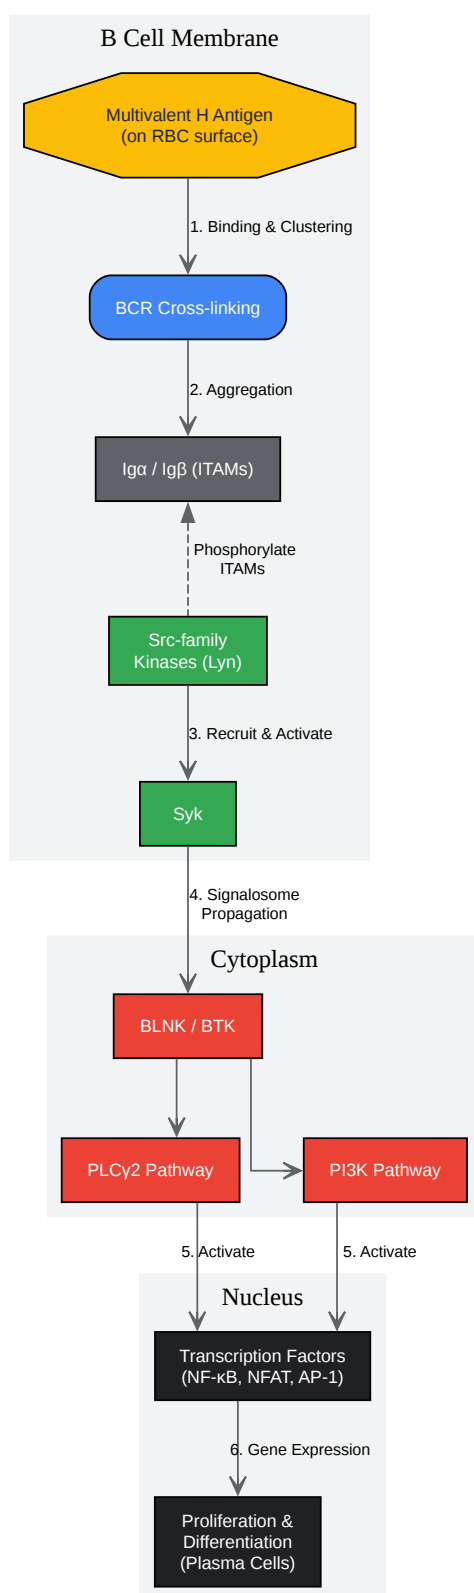 B Cell Membrane
Multivalent H Antigen
(on RBC surface)
1. Binding & Clustering
BCR Cross-linking
2. Aggregation
Igα / Igβ (ITAMs)
Phosphorylate
ITAMs
Src-family
Kinases (Lyn)
3. Recruit & Activate
Syk
4. Signalosome
Propagation
Cytoplasm
BLNK / BTK
PLCγ2 Pathway
PI3K Pathway
5. Activate
5. Activate
Nucleus
Transcription Factors
(NF-κB, NFAT, AP-1)
6. Gene Expression
Proliferation &
Differentiation
(Plasma Cells)